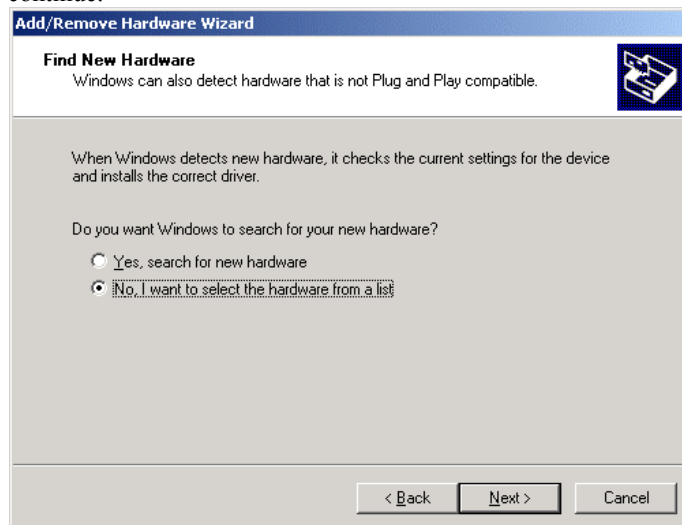 continue.
Add/Remove Hardware Wizard
Find New Hardware
Windows can also detect hardware that is not Plug and Play compatible.
When Windows detects new hardware, it checks the current settings for the device
and installs the correct driver.
Do you want Windows to search for your new hardware?
Yes, search for new hardware
No, I want to select the hardware from a list
< Back Next > Cancel